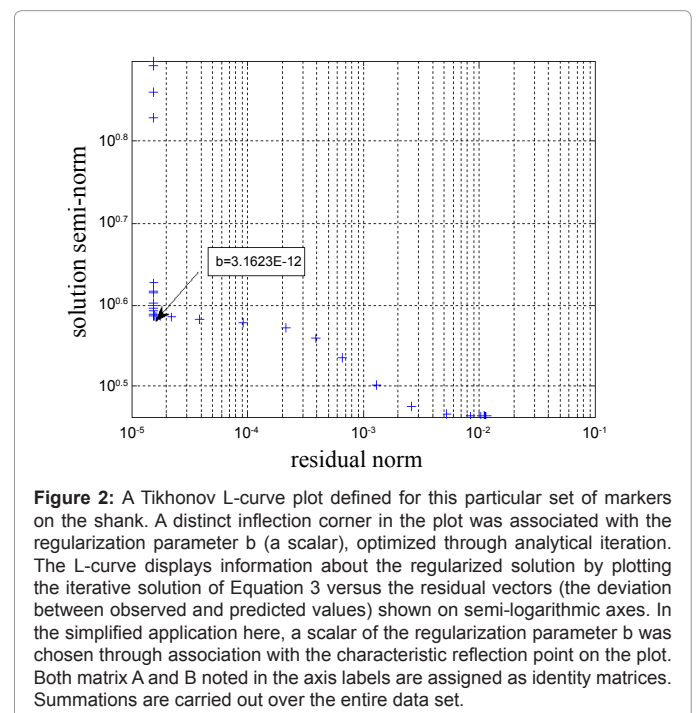 solution semi-norm
10^0.8
10^0.7
10^0.6
10^0.5
b=3.1623E-12
10^-5
10^-4
10^-3
10^-2
10^-1
residual norm
Figure 2: A Tikhonov L-curve plot defined for this particular set of markers
on the shank. A distinct inflection corner in the plot was associated with the
regularization parameter b (a scalar), optimized through analytical iteration.
The L-curve displays information about the regularized solution by plotting
the iterative solution of Equation 3 versus the residual vectors (the deviation
between observed and predicted values) shown on semi-logarithmic axes. In
the simplified application here, a scalar of the regularization parameter b was
chosen through association with the characteristic reflection point on the plot.
Both matrix A and B noted in the axis labels are assigned as identity matrices.
Summations are carried out over the entire data set.